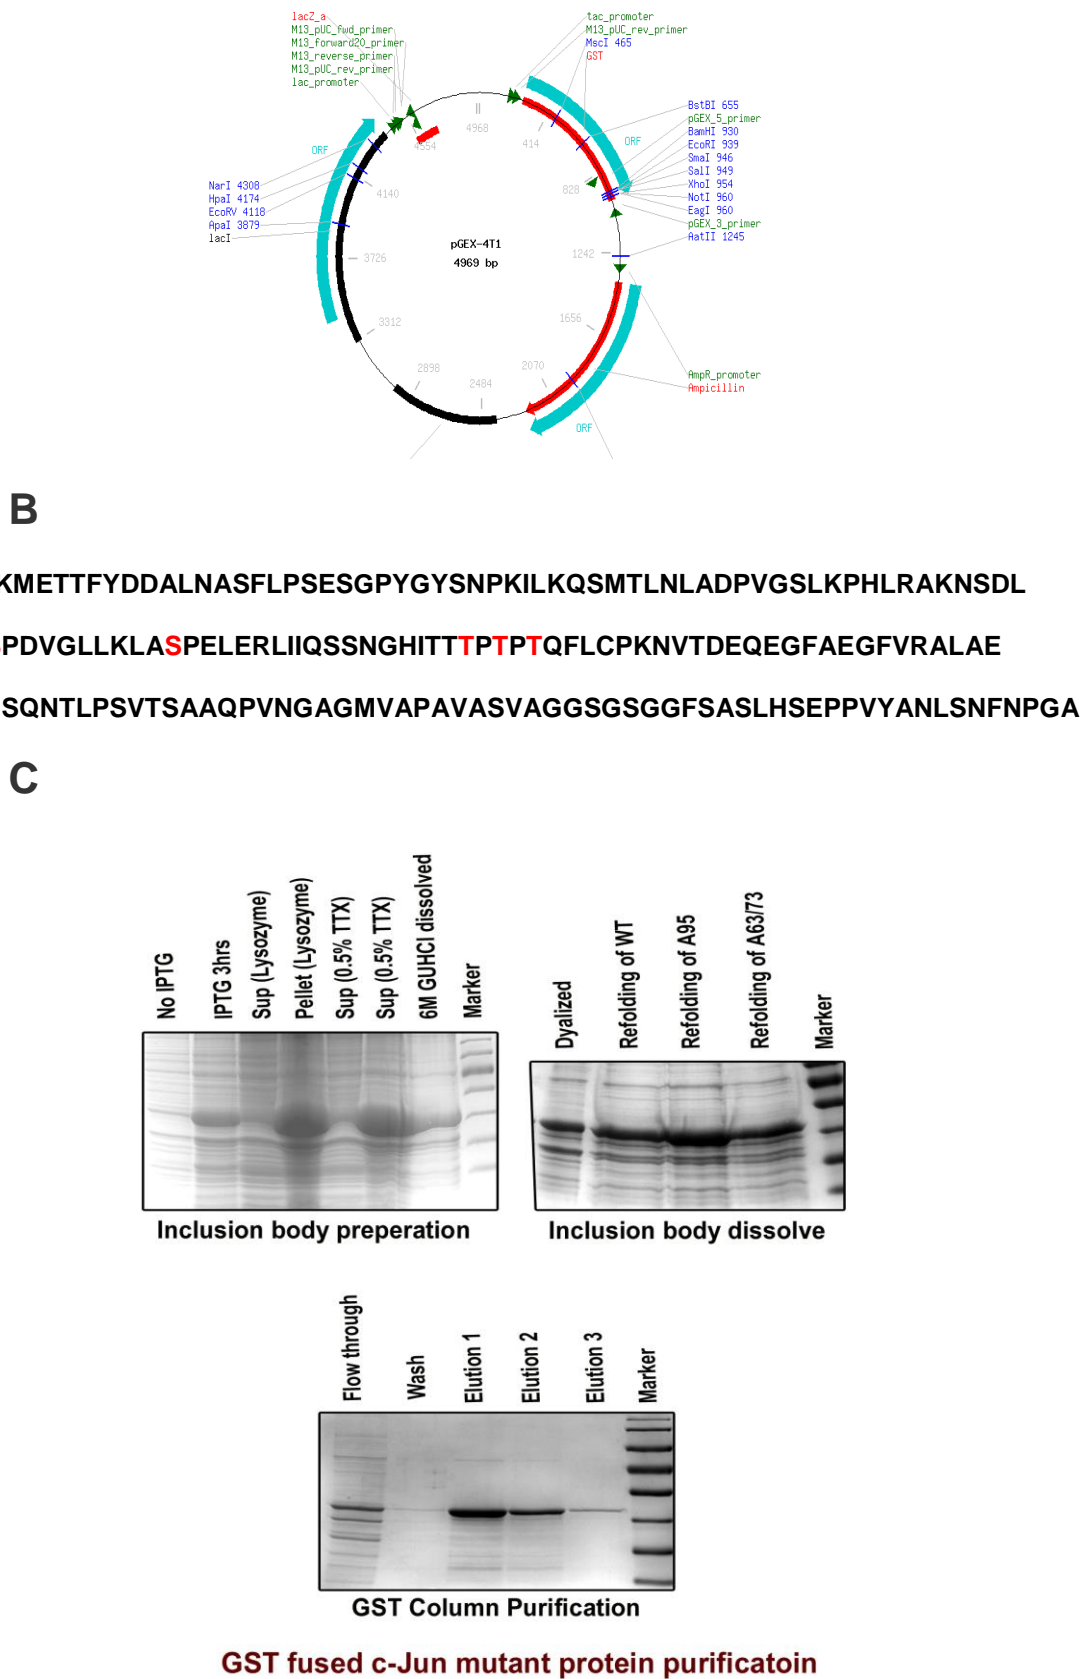 lacZ_a
M13_pUC_fwd_primer
M13_forward20_primer
M13_reverse_primer
M13_pUC_rev_primer
lac_promoter
tac_promoter
M13_pUC_rev_primer
MscI 465
GST
BstBI 655
pGEX_5_primer
BamHI 930
EcoRI 939
SmaI 946
SalI 949
XhoI 954
NotI 960
EagI 960
pGEX_3_primer
AatII 1245
ORF
ORF
NarI 4308
HpaI 4174
EcoRV 4118
ApaI 3879
lacI
4968
414
4554
828
4140
pGEX-4T1
4969 bp
1242
3726
1656
3312
2070
2898
2484
AmpR_promoter
Ampicillin
ORF
B
KMETTFYDDALNASFLPSESGPYGYSNPKILKQSMTLNLADPVGSLKPHLRAKNSDL
PDVGLLKLASPELERLIIQSSNGHITTTPTPTQFLCPKNVTDEQEGFAEGFVRALAE
SQNTLPSVTSAAQPVNGAGMVAPAVASVAGGSGSGGFSASLHSEPPVYANLSNFNPGA
C
No IPTG
IPTG 3hrs
Sup (Lysozyme)
Pellet (Lysozyme)
Sup (0.5% TTX)
Sup (0.5% TTX)
6M GUHCl dissolved
Marker
Dyalized
Refolding of WT
Refolding of A95
Refolding of A63/73
Marker
Inclusion body preperation
Inclusion body dissolve
Flow through
Wash
Elution 1
Elution 2
Elution 3
Marker
GST Column Purification
GST fused c-Jun mutant protein purificatoin